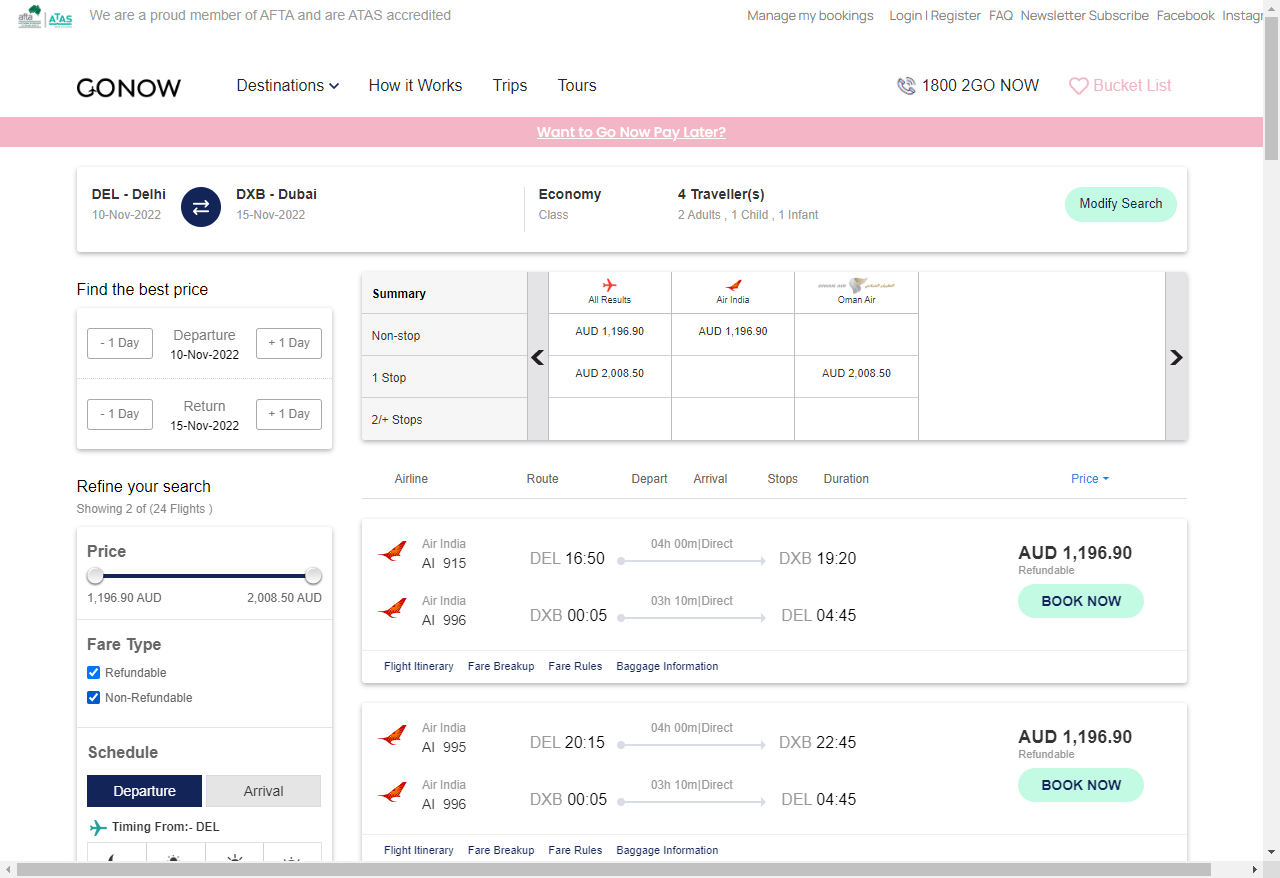 afta ATAS We are a proud member of AFTA and are ATAS accredited Manage my bookings Login | Register FAQ Newsletter Subscribe Facebook
GONOW Destinations How it Works Trips Tours 1800 2GO NOW Bucket List
Want to Go Now Pay Later?
DEL - Delhi DXB - Dubai Economy 4 Traveller(s) Modify Search
10-Nov-2022 15-Nov-2022 Class 2 Adults , 1 Child , 1 Infant
Find the best price
- 1 Day Departure + 1 Day
10-Nov-2022
- 1 Day Return + 1 Day
15-Nov-2022
Summary All Results Air India Oman Air
Non-stop AUD 1,196.90 AUD 1,196.90
1 Stop AUD 2,008.50 AUD 2,008.50
2/+ Stops
Refine your search
Showing 2 of (24 Flights )
Price
1,196.90 AUD 2,008.50 AUD
Fare Type
Refundable
Non-Refundable
Schedule
Departure Arrival
Timing From:- DEL
Airline Route Depart Arrival Stops Duration Price
Air India 04h 00m|Direct
AI 915 DEL 16:50 DXB 19:20
Air India 03h 10m|Direct
AI 996 DXB 00:05 DEL 04:45
AUD 1,196.90
Refundable
BOOK NOW
Flight Itinerary Fare Breakup Fare Rules Baggage Information
Air India 04h 00m|Direct
AI 995 DEL 20:15 DXB 22:45
Air India 03h 10m|Direct
AI 996 DXB 00:05 DEL 04:45
AUD 1,196.90
Refundable
BOOK NOW
Flight Itinerary Fare Breakup Fare Rules Baggage Information